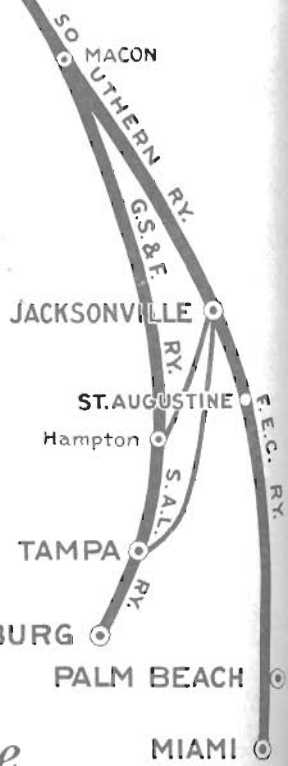 SOUTHERN RY.
MACON
G.S.&F. RY.
JACKSONVILLE
ST. AUGUSTINE
F.E.C. RY.
Hampton
S.A.L. RY.
TAMPA
BURG
PALM BEACH
MIAMI
e